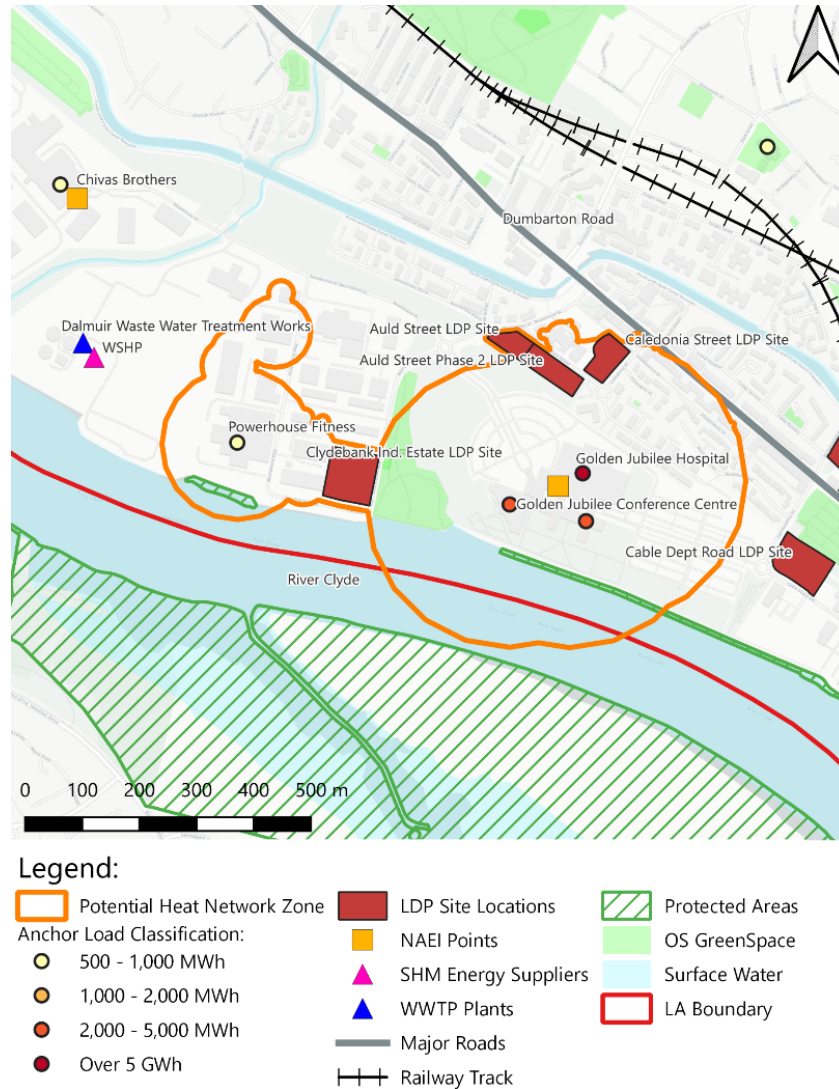 Chivas Brothers
Dumbarton Road
Dalmuir Waste Water Treatment Works
WSHP
Auld Street LDP Site
Caledonia Street LDP Site
Auld Street Phase 2 LDP Site
Powerhouse Fitness
Clydebank Ind. Estate LDP Site
Golden Jubilee Hospital
Golden Jubilee Conference Centre
Cable Dept Road LDP Site
River Clyde
0 100 200 300 400 500 m
Legend:
Potential Heat Network Zone
Anchor Load Classification:
500 - 1,000 MWh
1,000 - 2,000 MWh
2,000 - 5,000 MWh
Over 5 GWh
LDP Site Locations
NAEI Points
SHM Energy Suppliers
WWTP Plants
Major Roads
Railway Track
Protected Areas
OS GreenSpace
Surface Water
LA Boundary